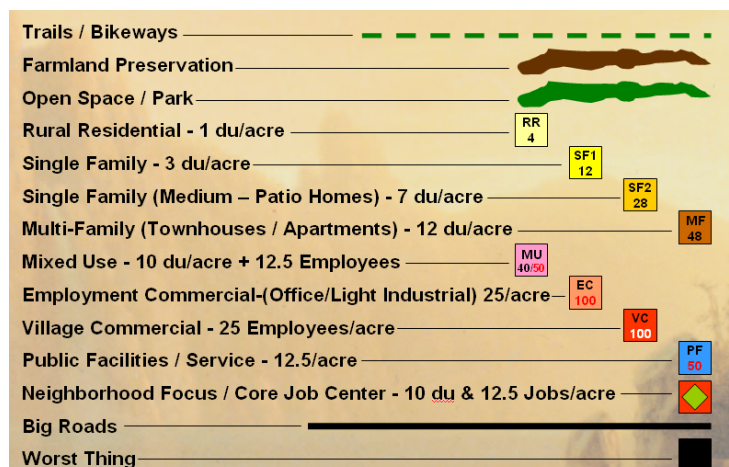 Trails / Bikeways
Farmland Preservation
Open Space / Park
Rural Residential - 1 du/acre
RR
4
Single Family - 3 du/acre
SF1
12
Single Family (Medium – Patio Homes) - 7 du/acre
SF2
28
Multi-Family (Townhouses / Apartments) - 12 du/acre
MF
48
Mixed Use - 10 du/acre + 12.5 Employees
MU
40/50
Employment Commercial-(Office/Light Industrial) 25/acre
EC
100
Village Commercial - 25 Employees/acre
VC
100
Public Facilities / Service - 12.5/acre
PF
50
Neighborhood Focus / Core Job Center - 10 du & 12.5 Jobs/acre
Big Roads
Worst Thing